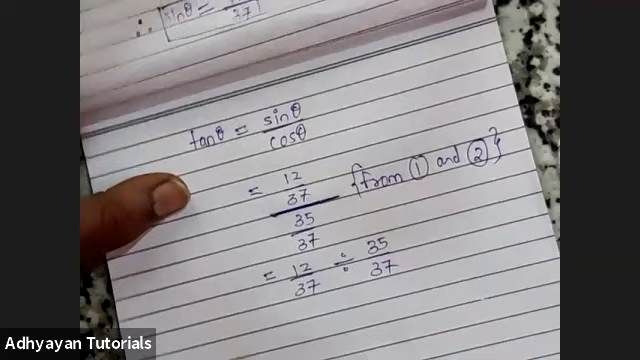 ∴ sinθ = 12/37
tanθ = sinθ/cosθ
= 12/37 / 35/37 {from ① and ②}
= 12/37 ÷ 35/37
Adhyayan Tutorials